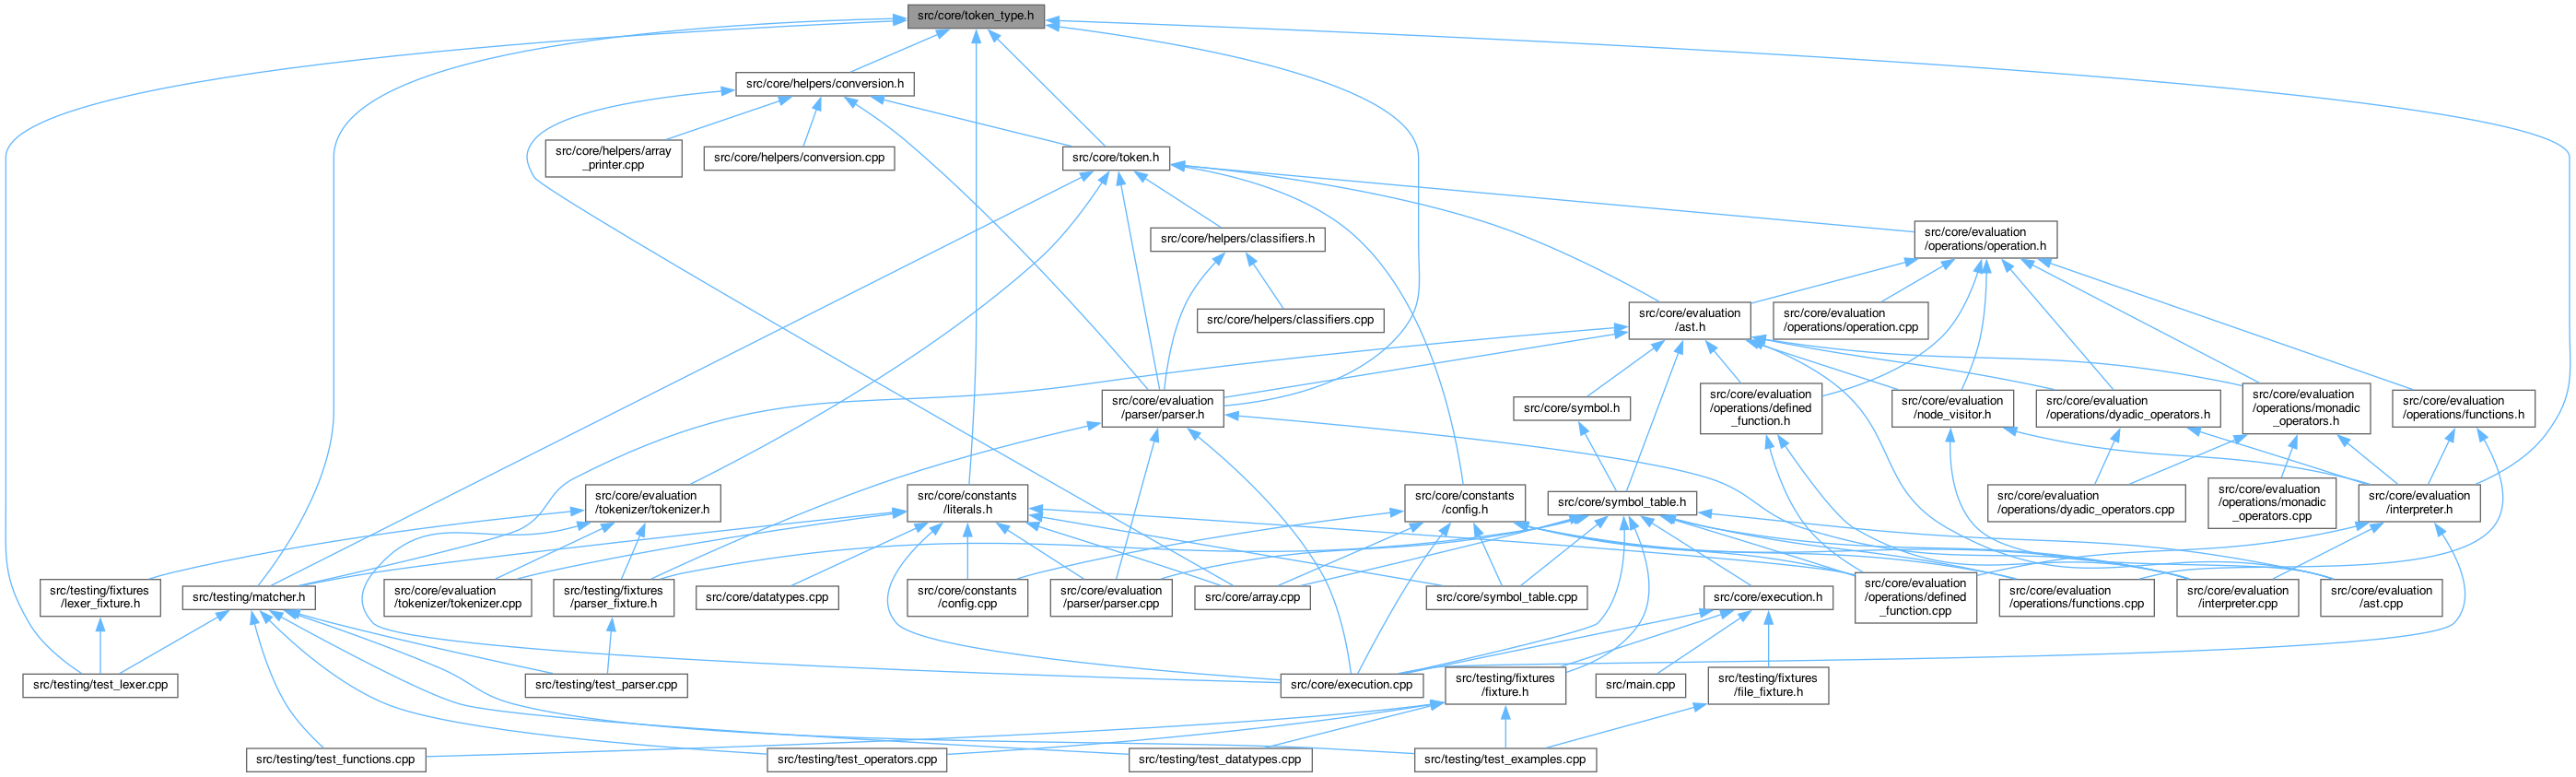 src/core/token_type.h
src/core/helpers/conversion.h
src/core/helpers/array
_printer.cpp
src/core/helpers/conversion.cpp
src/core/token.h
src/core/helpers/classifiers.h
src/core/evaluation
/operations/operation.h
src/core/helpers/classifiers.cpp
src/core/evaluation
/ast.h
src/core/evaluation
/operations/operation.cpp
src/core/evaluation
/parser/parser.h
src/core/symbol.h
src/core/evaluation
/operations/defined
_function.h
src/core/evaluation
/node_visitor.h
src/core/evaluation
/operations/dyadic_operators.h
src/core/evaluation
/operations/monadic
_operators.h
src/core/evaluation
/operations/functions.h
src/core/evaluation
/tokenizer/tokenizer.h
src/core/constants
/literals.h
src/core/constants
/config.h
src/core/symbol_table.h
src/core/evaluation
/operations/dyadic_operators.cpp
src/core/evaluation
/operations/monadic
_operators.cpp
src/core/evaluation
/interpreter.h
src/testing/fixtures
/lexer_fixture.h
src/testing/matcher.h
src/core/evaluation
/tokenizer/tokenizer.cpp
src/testing/fixtures
/parser_fixture.h
src/core/datatypes.cpp
src/core/constants
/config.cpp
src/core/evaluation
/parser/parser.cpp
src/core/array.cpp
src/core/symbol_table.cpp
src/core/execution.h
src/core/evaluation
/operations/defined
_function.cpp
src/core/evaluation
/operations/functions.cpp
src/core/evaluation
/interpreter.cpp
src/core/evaluation
/ast.cpp
src/testing/test_lexer.cpp
src/testing/test_parser.cpp
src/core/execution.cpp
src/testing/fixtures
/fixture.h
src/main.cpp
src/testing/fixtures
/file_fixture.h
src/testing/test_functions.cpp
src/testing/test_operators.cpp
src/testing/test_datatypes.cpp
src/testing/test_examples.cpp